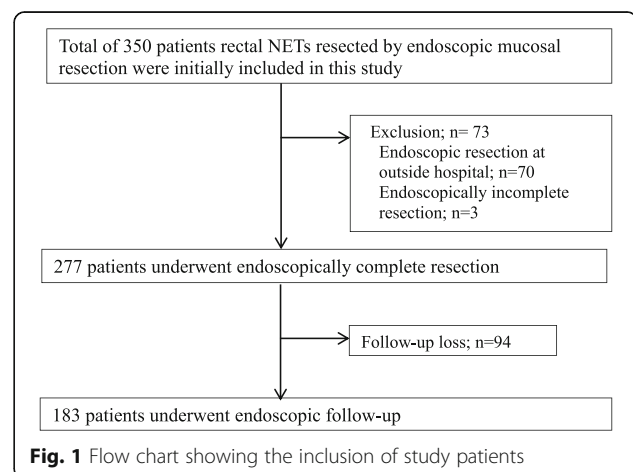 Total of 350 patients rectal NETs resected by endoscopic mucosal
resection were initially included in this study
Exclusion; n= 73
Endoscopic resection at
outside hospital; n=70
Endoscopically incomplete
resection; n=3
277 patients underwent endoscopically complete resection
Follow-up loss; n=94
183 patients underwent endoscopic follow-up
Fig. 1 Flow chart showing the inclusion of study patients